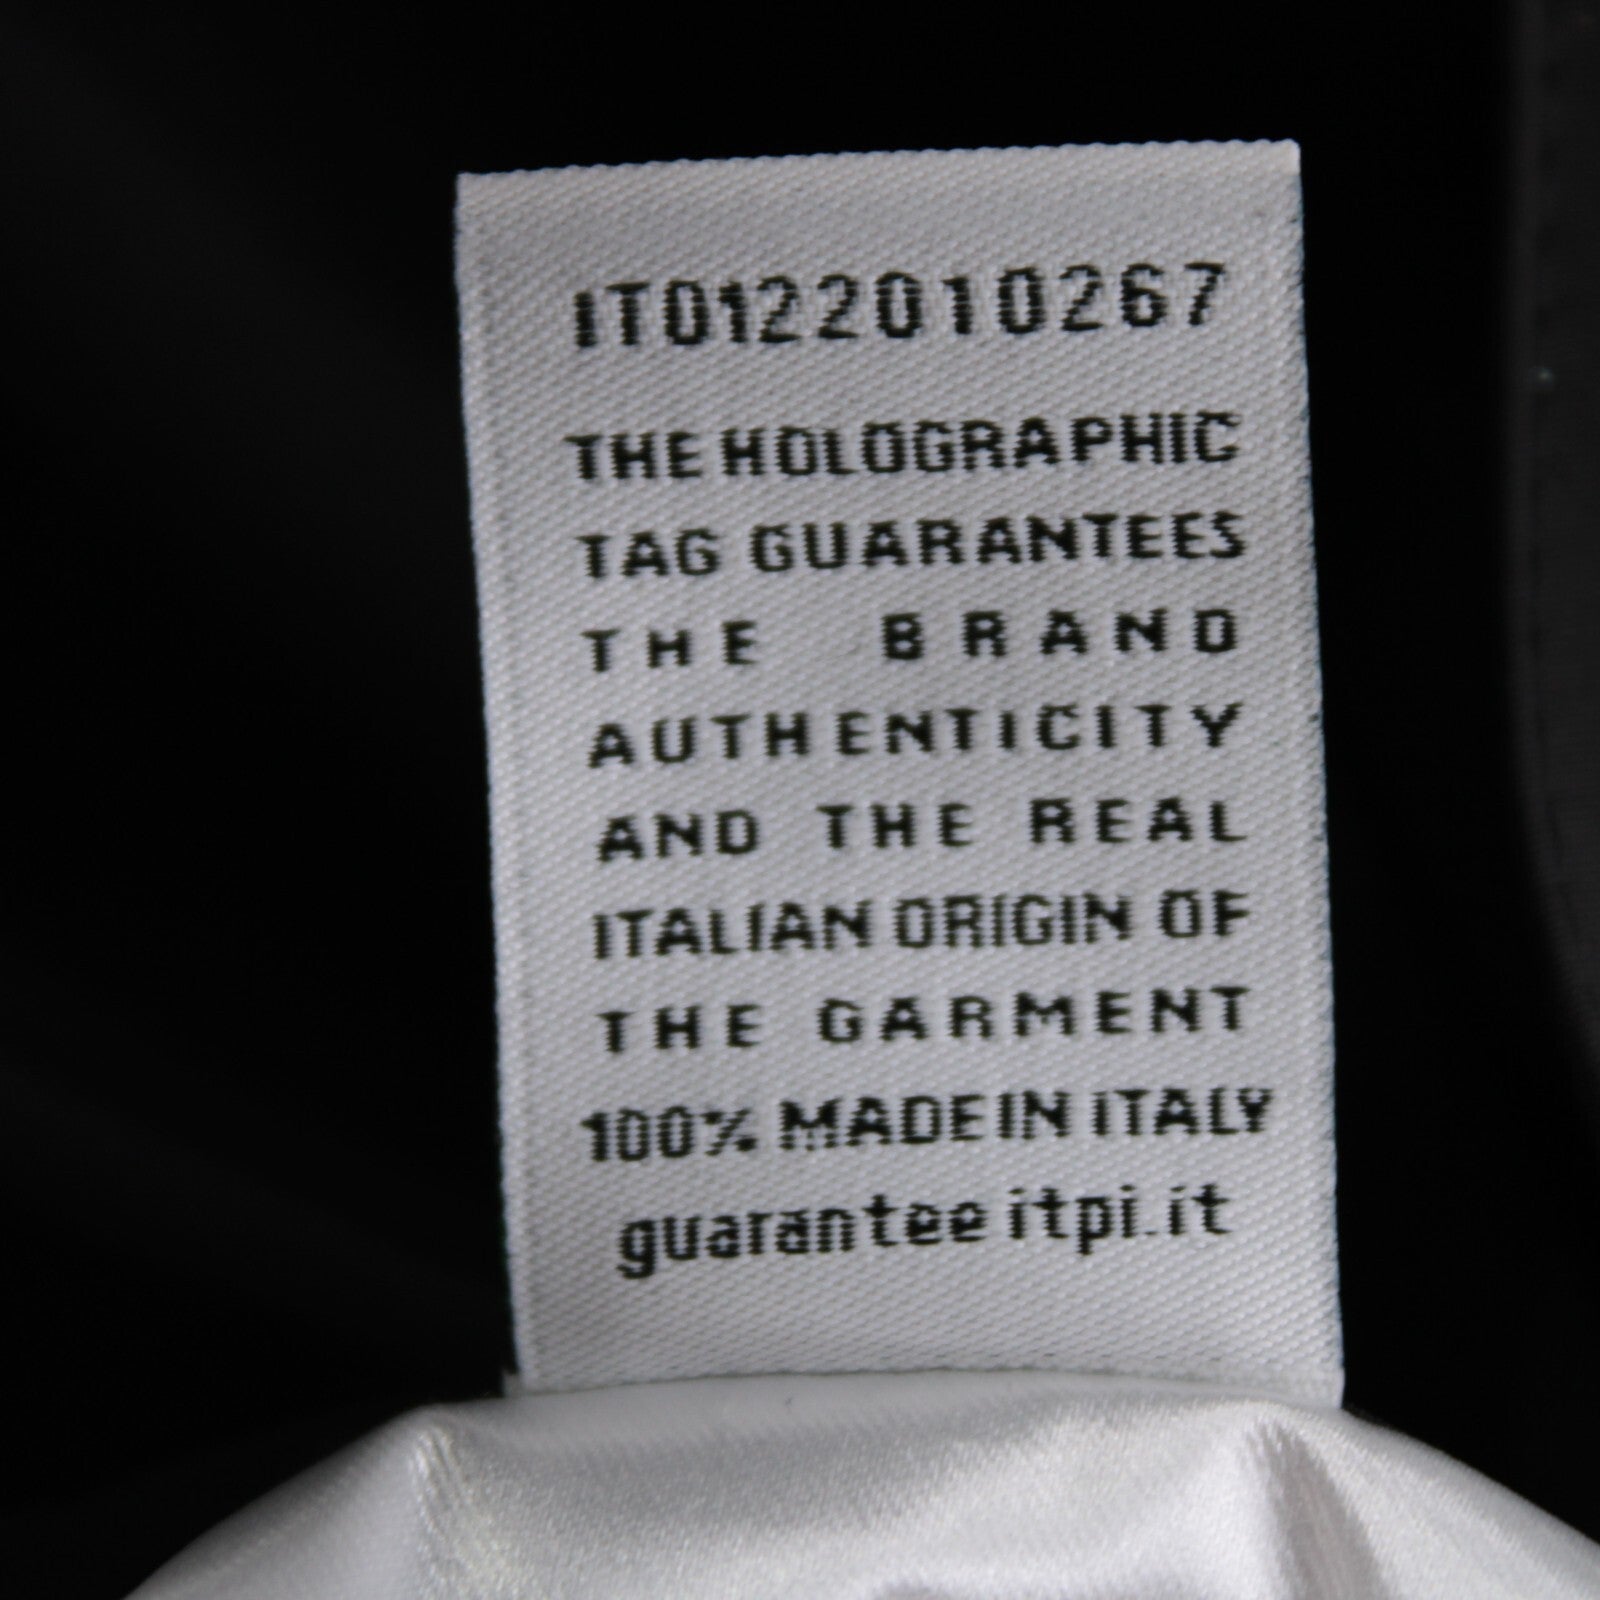 IT0122010267
THE HOLOGRAPHIC
TAG GUARANTEES
THE BRAND
AUTHENTICITY
AND THE REAL
ITALIAN ORIGIN OF
THE GARMENT
100% MADE IN ITALY
guarantee itpi.it